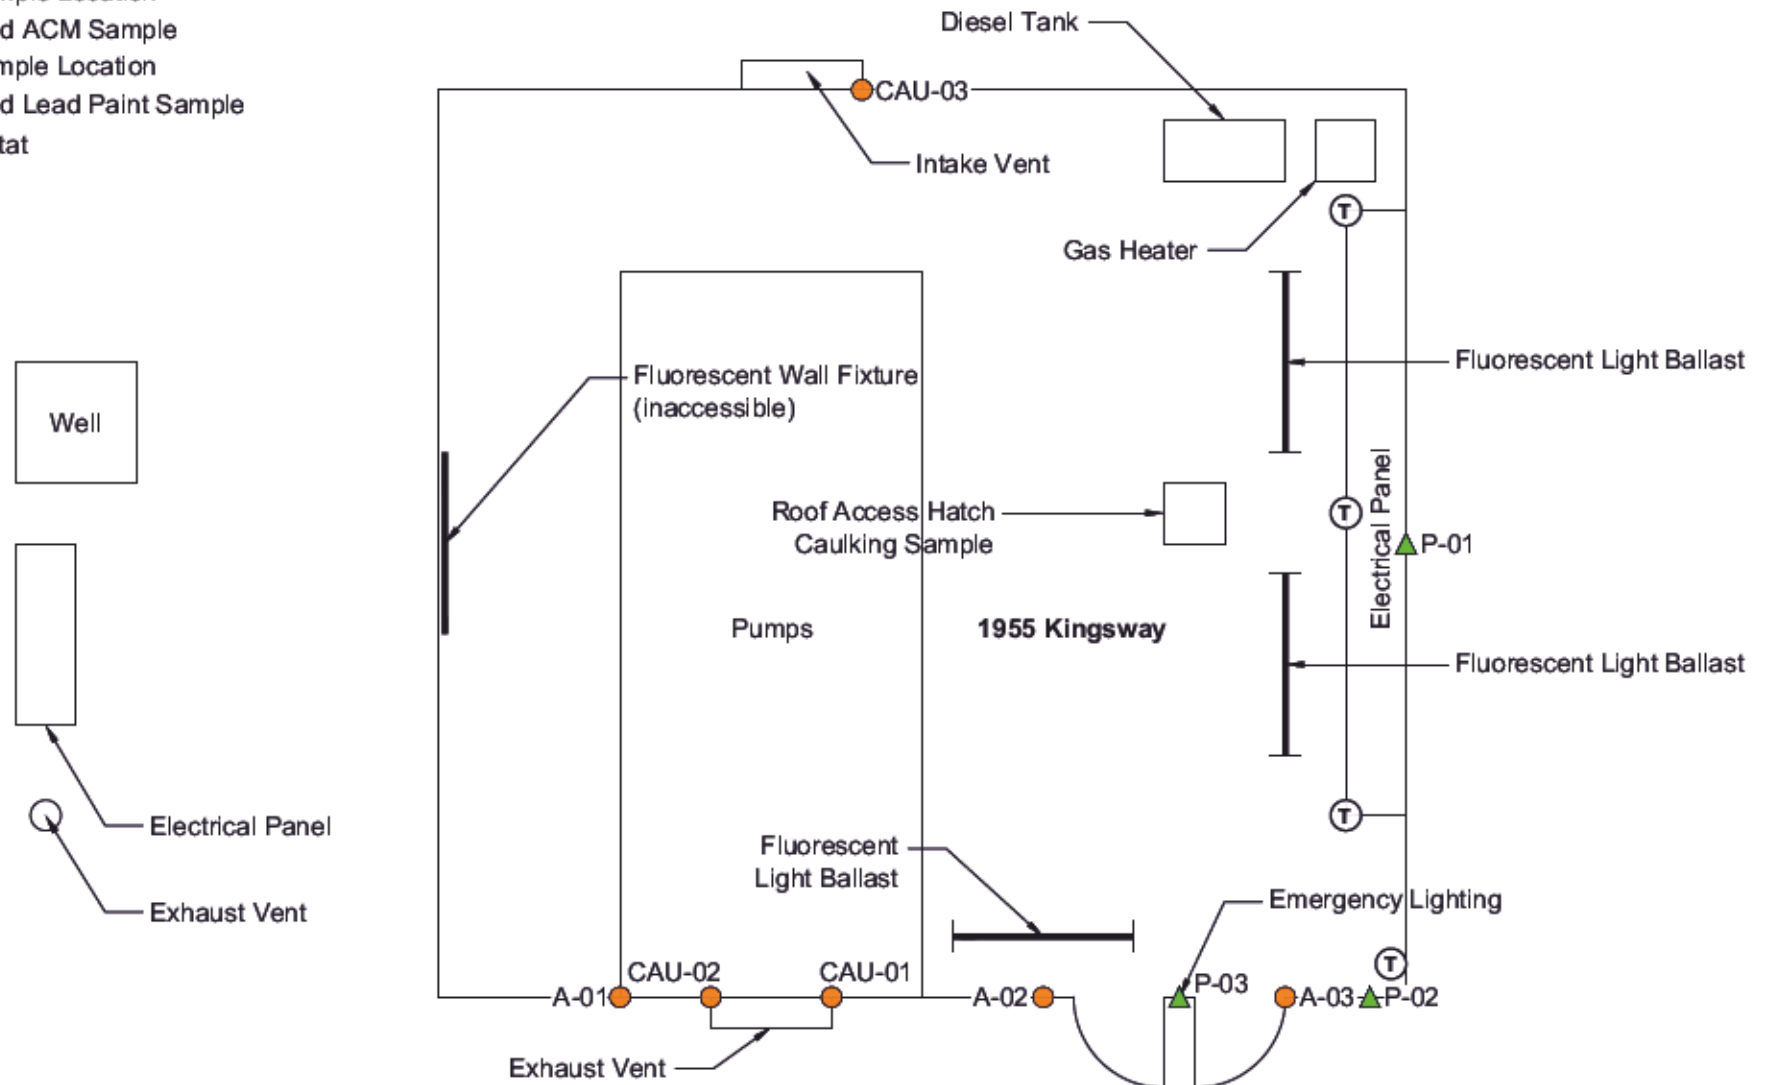 d ACM Sample
mple Location
d Lead Paint Sample
tat
Diesel Tank
CAU-03
Intake Vent
T
Gas Heater
Fluorescent Wall Fixture
(inaccessible)
Fluorescent Light Ballast
Well
Electrical Panel
Roof Access Hatch
Caulking Sample
T
P-01
Pumps
1955 Kingsway
Fluorescent Light Ballast
T
Electrical Panel
Fluorescent
Light Ballast
Exhaust Vent
Emergency Lighting
T
CAU-02
CAU-01
P-03
A-01
A-02
A-03
P-02
Exhaust Vent